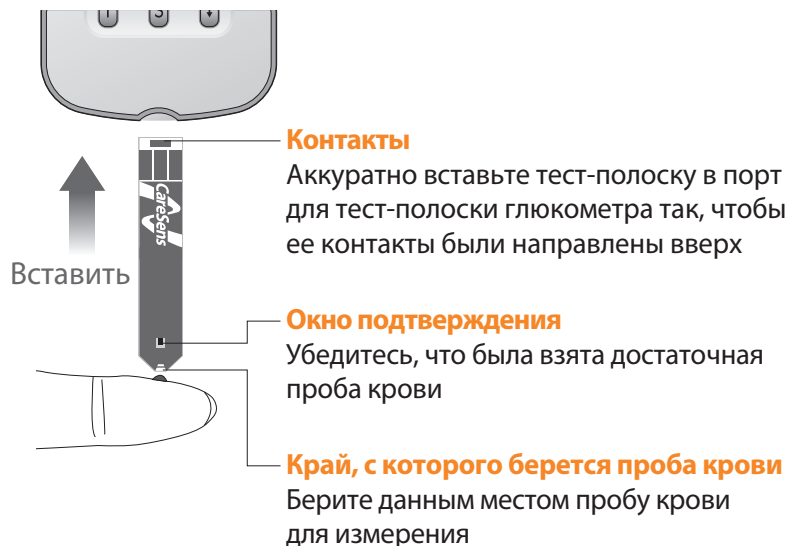 S
Контакты
Аккуратно вставьте тест-полоску в порт
для тест-полоски глюкометра так, чтобы
ее контакты были направлены вверх
CareSens
N
Вставить
Окно подтверждения
Убедитесь, что была взята достаточная
проба крови
Край, с которого берется проба крови
Берите данным местом пробу крови
для измерения